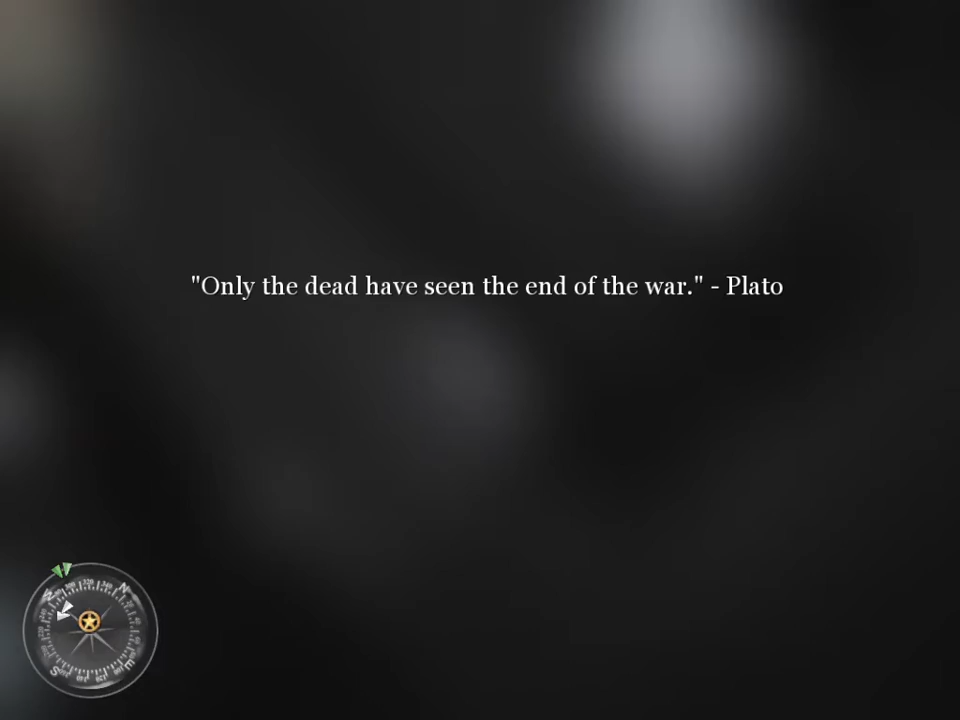 "Only the dead have seen the end of the war." - Plato
N
E
S